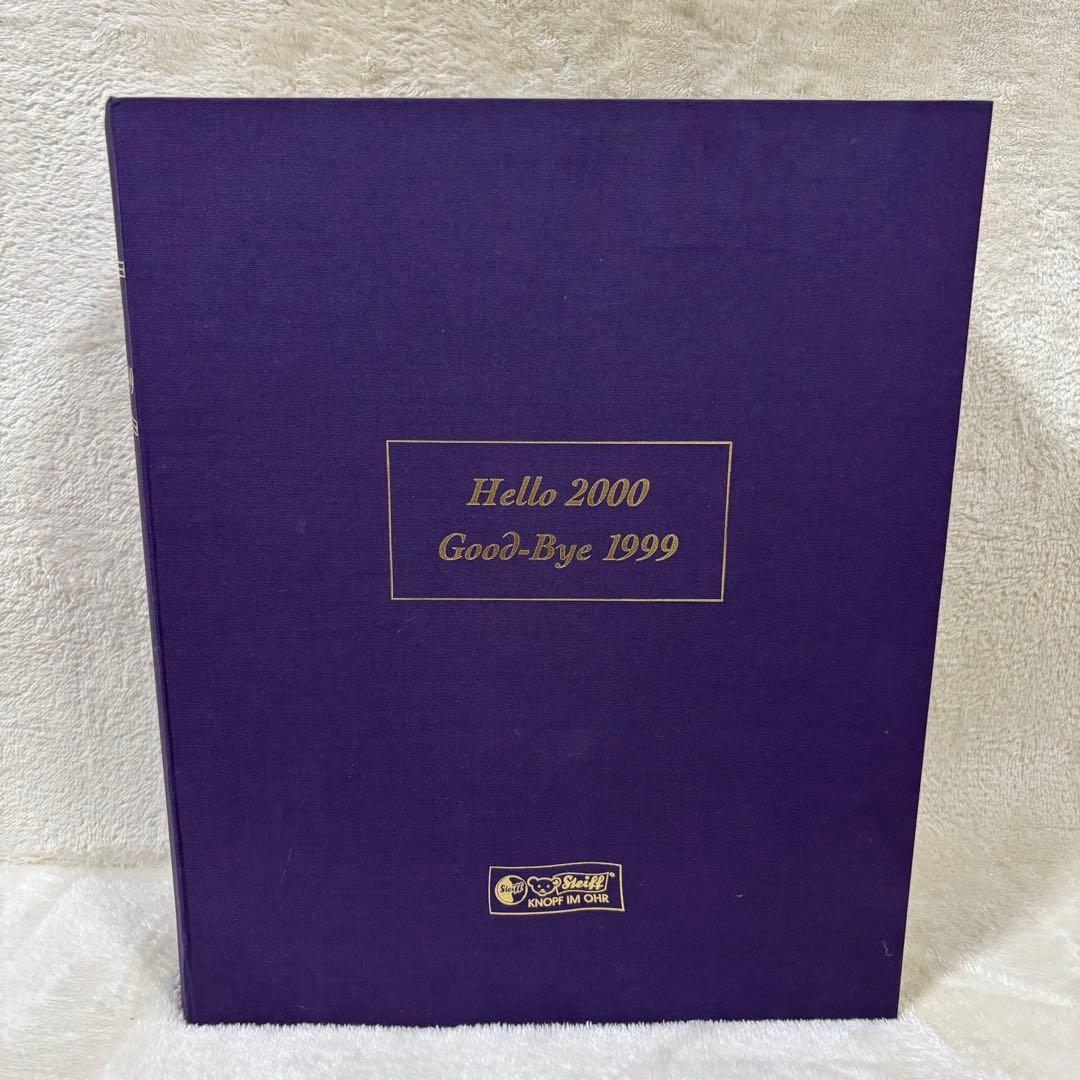 Hello 2000
Good-Bye 1999
Steiff Steiff
KNOPF IM OHR